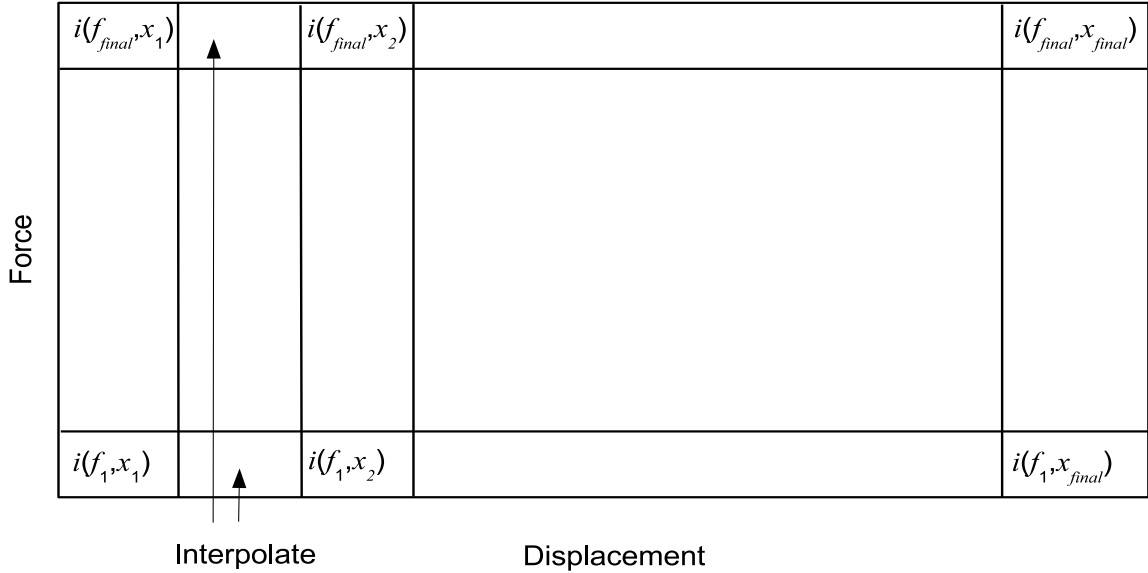 i(f_final,x_1) i(f_final,x_2) i(f_final,x_final)
Force
i(f_1,x_1) i(f_1,x_2) i(f_1,x_final)
Interpolate Displacement